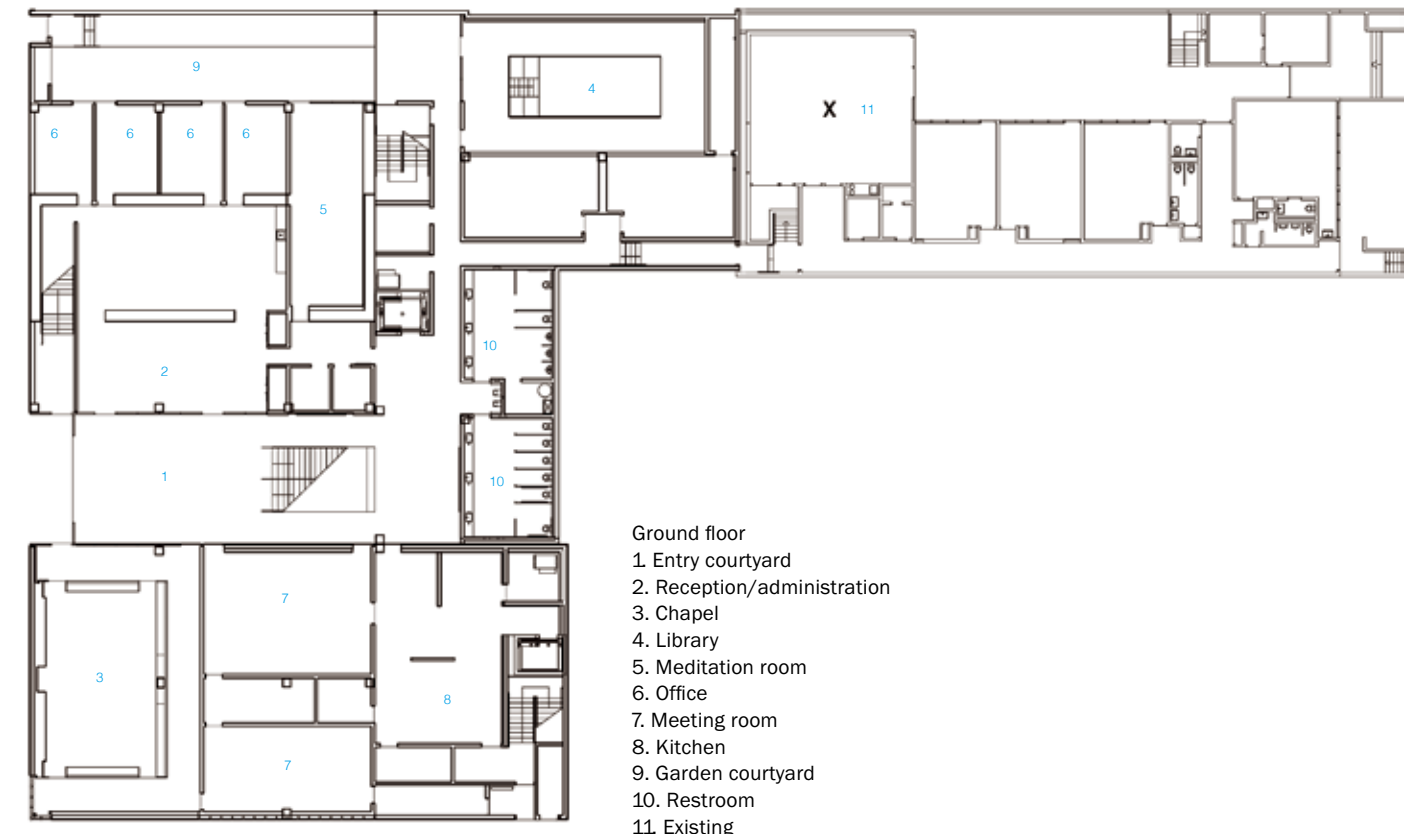 9
4
X 11
6 6 6 6
5
10
2
1
10
7
3
8
7
Ground floor
1. Entry courtyard
2. Reception/administration
3. Chapel
4. Library
5. Meditation room
6. Office
7. Meeting room
8. Kitchen
9. Garden courtyard
10. Restroom
11. Existing